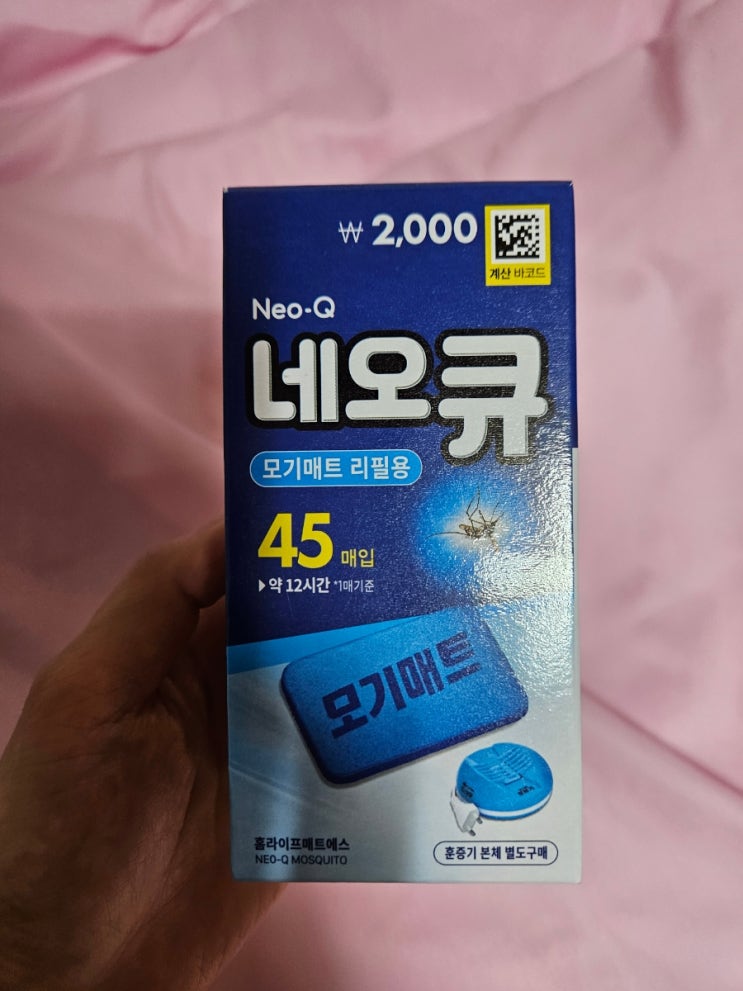 ₩ 2,000
계산 바코드
Neo-Q
네오큐
모기매트 리필용
45 매입
▶ 약 12시간 *1매기준
모기매트
홈라이프매트에스
NEO-Q MOSQUITO
훈증기 본체 별도구매